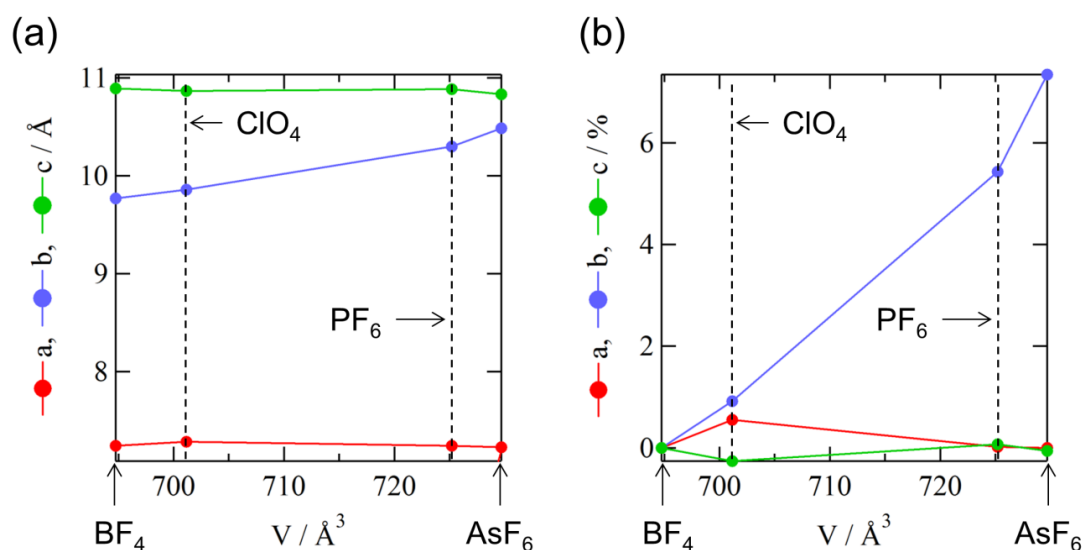 (a)
11
10
9
8
c / Å
b,
a,
ClO₄
PF₆
700
710
720
BF₄
V / Å³
AsF₆
(b)
6
4
2
0
c / %
b,
a,
ClO₄
PF₆
700
710
720
BF₄
V / Å³
AsF₆